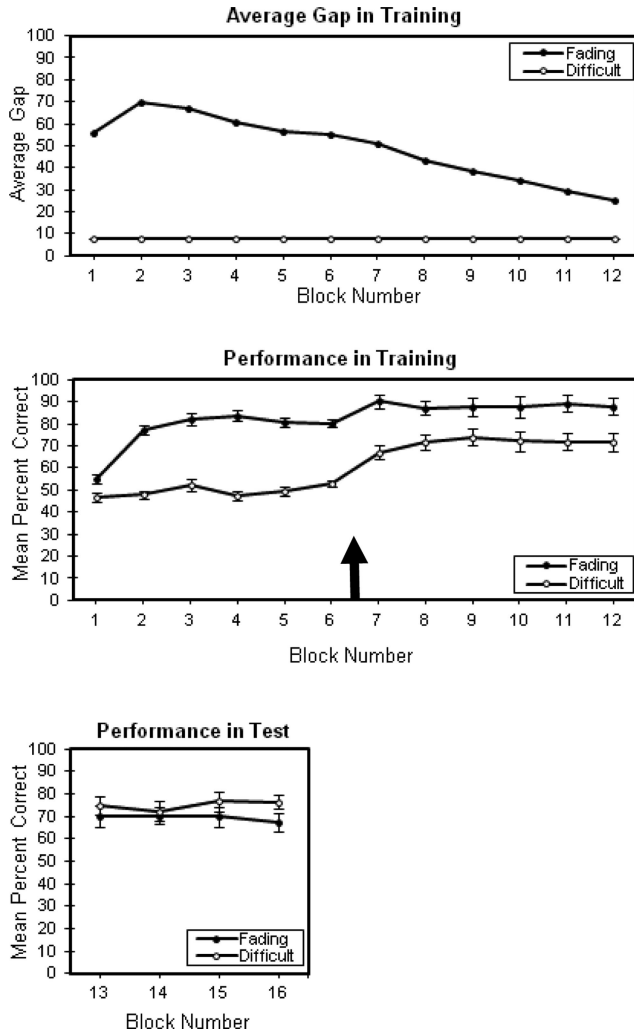 Average Gap in Training
100
90
80
70
60
50
40
30
20
10
0
Average Gap
Fading
Difficult
1 2 3 4 5 6 7 8 9 10 11 12
Block Number
Performance in Training
100
90
80
70
60
50
40
30
20
10
0
Mean Percent Correct
Fading
Difficult
1 2 3 4 5 6 7 8 9 10 11 12
Block Number
Performance in Test
100
90
80
70
60
50
40
30
20
10
0
Mean Percent Correct
Fading
Difficult
13 14 15 16
Block Number